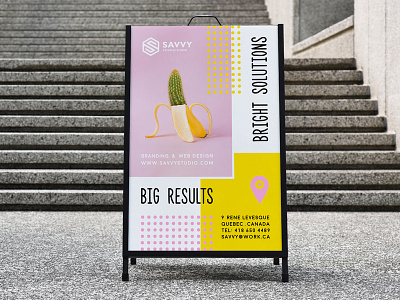 SAVVY
BRIGHT SOLUTIONS
BRANDING & WEB DESIGN
WWW.SAVVYSTUDIO.COM
BIG RESULTS
9 RENE LEVESQUE
QUEBEC, CANADA
TEL: 418 650 4489
SAVVY@WORK.CA